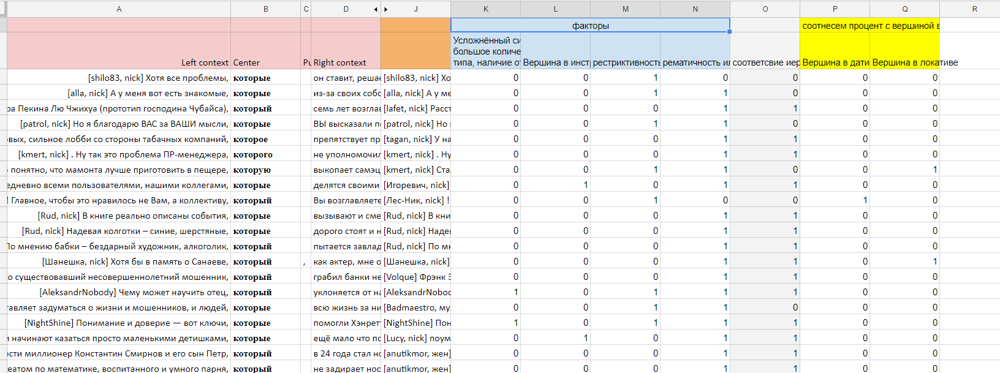 A B C D J K L M N O P Q R
факторы соотнесем процент с вершиной в
Усложнённый си
большое количе
Left context Center Pu Right context типа, наличие от Вершина в инст рестриктивность рематичность ил соответсвие иер Вершина в дати Вершина в локативе
[shilo83, nick] Хотя все проблемы, которые он ставит, решае [shilo83, nick] Хо 0 0 1 0 0 0 0
[alla, nick] А у меня вот есть знакомые, которые из-за своих собс [alla, nick] А у ме 0 0 1 1 0 0 0
ра Пекина Лю Чжихуа (прототип господина Чубайса), который семь лет возглав [lafet, nick] Расст 0 0 0 1 1 0 0
[patrol, nick] Но я благодарю ВАС за ВАШИ мысли, которые ВЫ высказали по [patrol, nick] Но я 0 0 1 1 0 0 0
овых, сильное лобби со стороны табачных компаний, которое препятствует пр [tagan, nick] У на 0 0 0 1 1 0 0
[kmert, nick] . Ну так это проблема ПР-менеджера, которого не уполномочил [kmert, nick] . Ну 0 0 0 1 1 0 0
о понятно, что мамонта лучше приготовить в пещере, которую выкопает самэц [kmert, nick] Ста 0 0 1 1 0 0 1
едневно всеми пользователями, нашими коллегами, которые делятся своими [Игоревич, nick] 0 1 0 1 1 0 0
! Главное, чтобы это нравилось не Вам, а коллективу, который Вы возглавляете [Лес-Ник, nick] ! 0 0 1 0 0 1 0
[Rud, nick] В книге реально описаны события, которые вызывают и сме [Rud, nick] В кни 0 0 0 1 1 0 0
[Rud, nick] Надевая колготки – синие, шерстяные, которые дорого стоят и н [Rud, nick] Надев 0 0 0 1 1 0 0
По мнению бабки – бездарный художник, алкоголик, который пытается завлад [Rud, nick] По мн 0 0 0 1 1 0 0
[Шанешка, nick] Хотя бы в память о Санаеве, который , как актер, мне о [Шанешка, nick] 0 0 0 1 1 0 1
о существовавший несовершеннолетний мошенник, который грабил банки не [Volque] Фрэнк Э 0 0 0 1 1 0 0
[AleksandrNobody] Чему может научить отец, который уклоняется от на [AleksandrNoboc 1 0 1 1 1 0 0
тавляет задуматься о жизни и мошенников, и людей, которые всю жизнь за ни [Badmaestro, му 0 0 1 1 0 0 0
[NightShine] Понимание и доверие — вот ключи, которые помогли Хэнрет [NightShine] Пон 1 0 1 1 1 0 0
и начинают казаться просто маленькими детишками, которые ещё мало что по [Lucy, nick] поум 0 1 0 1 1 0 0
ости миллионер Константин Смирнов и его сын Петр, который в 24 года стал но [anutikmor, жен] 0 0 0 1 1 0 0
еатом по математике, воспитанного и умного парня, который не задирает нос [anutikmor, жен] 0 0 0 1 1 0 0